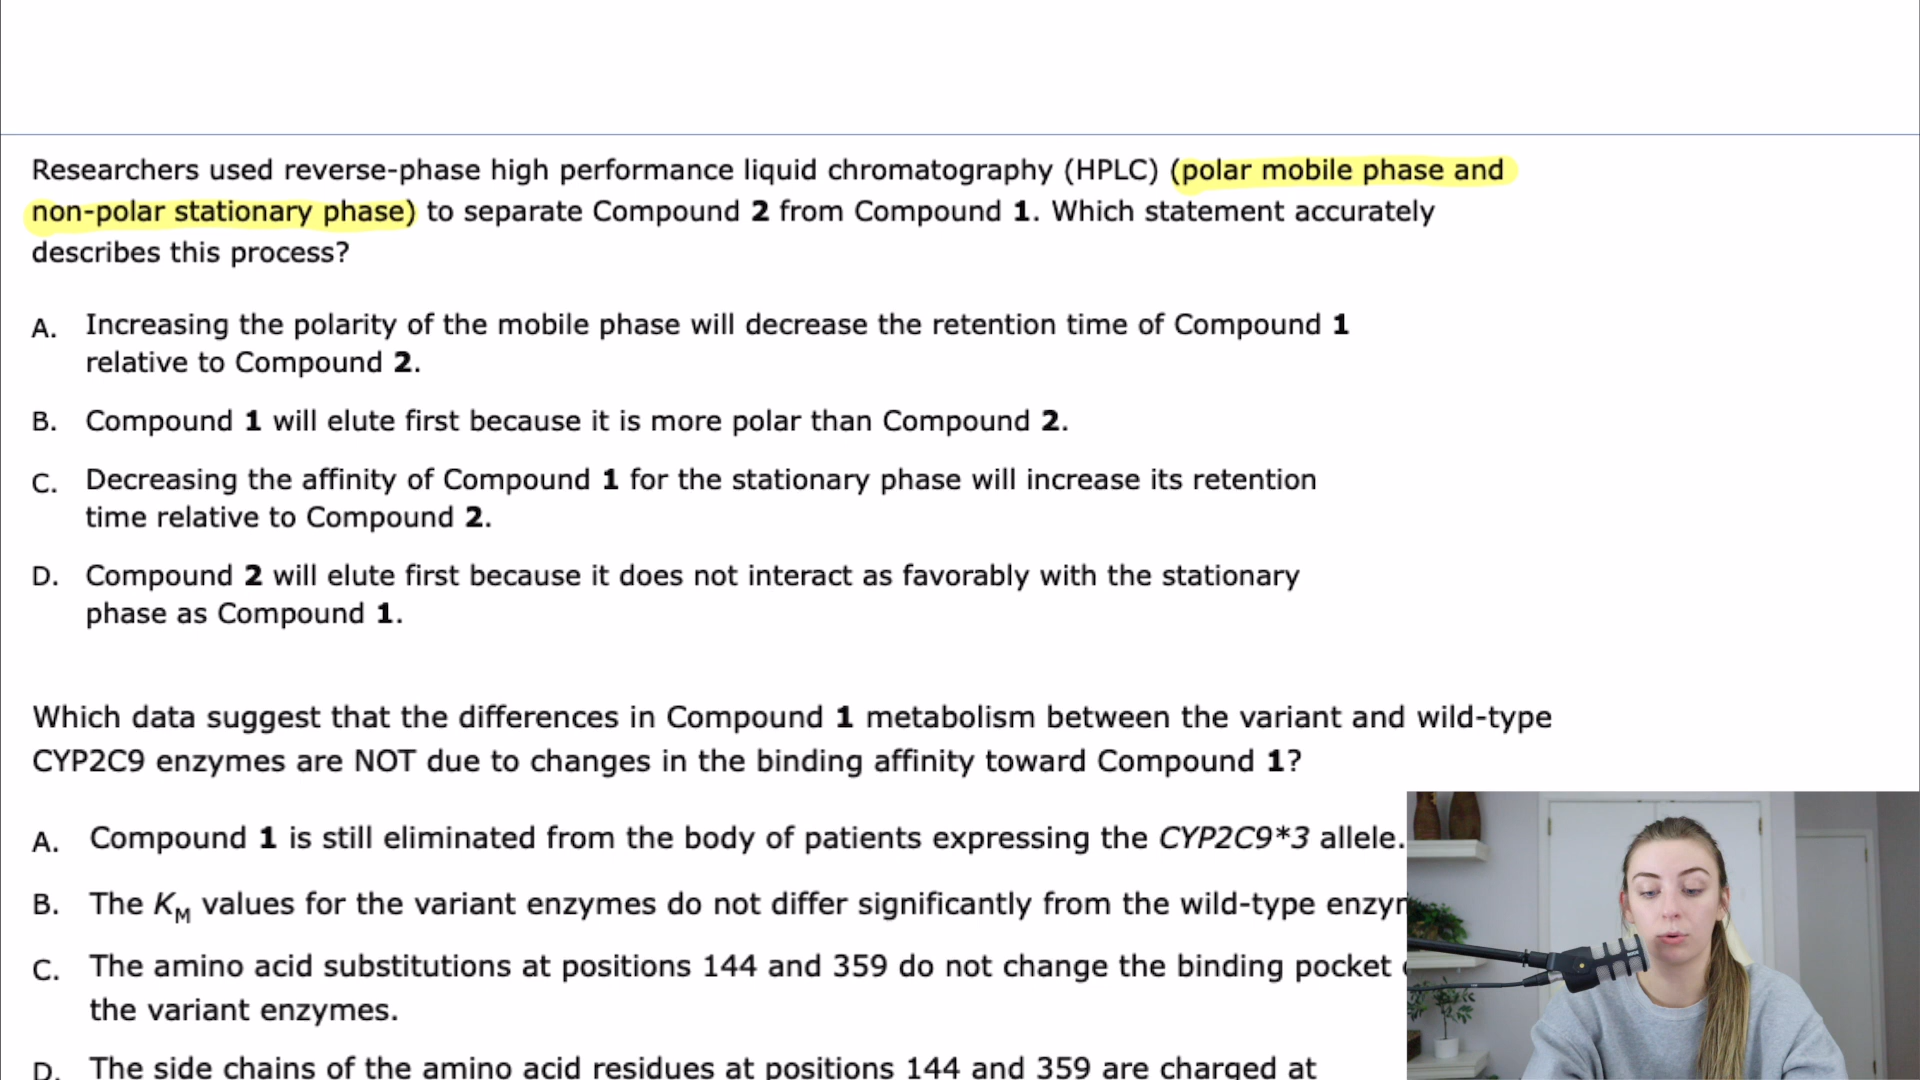 Researchers used reverse-phase high performance liquid chromatography (HPLC) (polar mobile phase and
non-polar stationary phase) to separate Compound 2 from Compound 1. Which statement accurately
describes this process?
A. Increasing the polarity of the mobile phase will decrease the retention time of Compound 1
relative to Compound 2.
B. Compound 1 will elute first because it is more polar than Compound 2.
C. Decreasing the affinity of Compound 1 for the stationary phase will increase its retention
time relative to Compound 2.
D. Compound 2 will elute first because it does not interact as favorably with the stationary
phase as Compound 1.
Which data suggest that the differences in Compound 1 metabolism between the variant and wild-type
CYP2C9 enzymes are NOT due to changes in the binding affinity toward Compound 1?
A. Compound 1 is still eliminated from the body of patients expressing the CYP2C9*3 allele.
B. The KM values for the variant enzymes do not differ significantly from the wild-type
C. The amino acid substitutions at positions 144 and 359 do not change the binding pocket
the variant enzymes.
D. The side chains of the amino acid residues at positions 144 and 359 are charged at